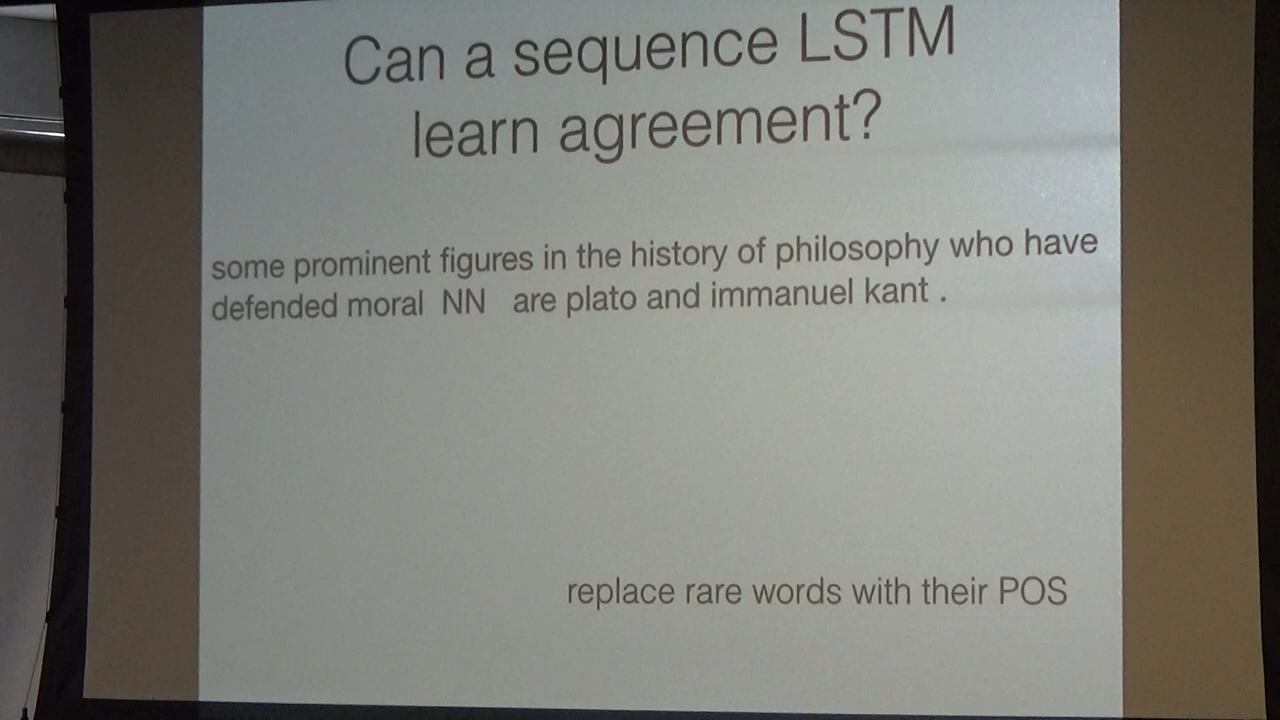 Can a sequence LSTM
learn agreement?
some prominent figures in the history of philosophy who have
defended moral NN are plato and immanuel kant .
replace rare words with their POS